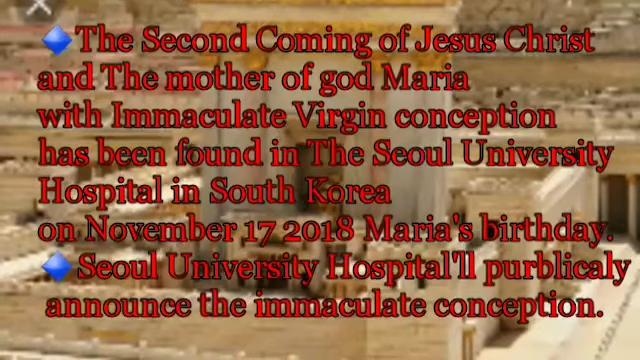 🔷The Second Coming of Jesus Christ
and The mother of god Maria
with Immaculate Virgin conception
has been found in The Seoul University
Hospital in South Korea
on November 17 2018 Maria's birthday.
🔷Seoul University Hospital'll purblicaly
announce the immaculate conception.